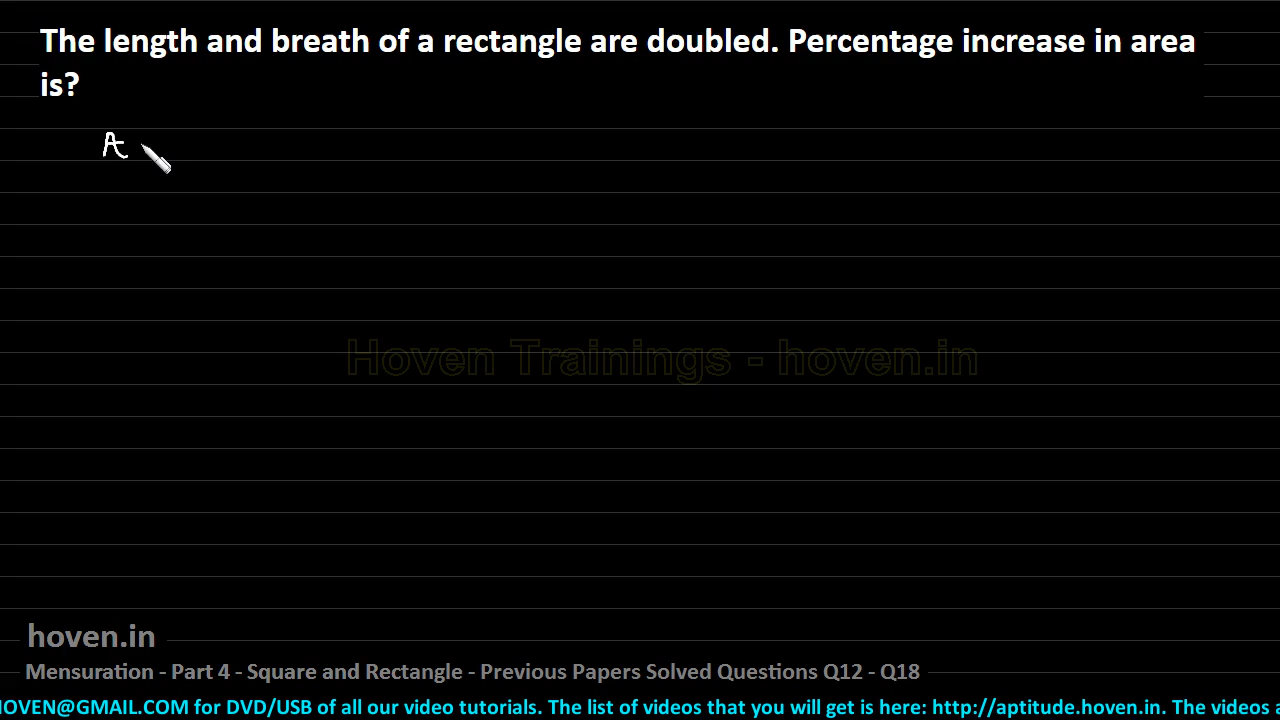 The length and breath of a rectangle are doubled. Percentage increase in area
is?
A
Hoven Trainings - hoven.in
hoven.in
Mensuration - Part 4 - Square and Rectangle - Previous Papers Solved Questions Q12 - Q18
HOVEN@GMAIL.COM for DVD/USB of all our video tutorials. The list of videos that you will get is here: http://aptitude.hoven.in. The videos a